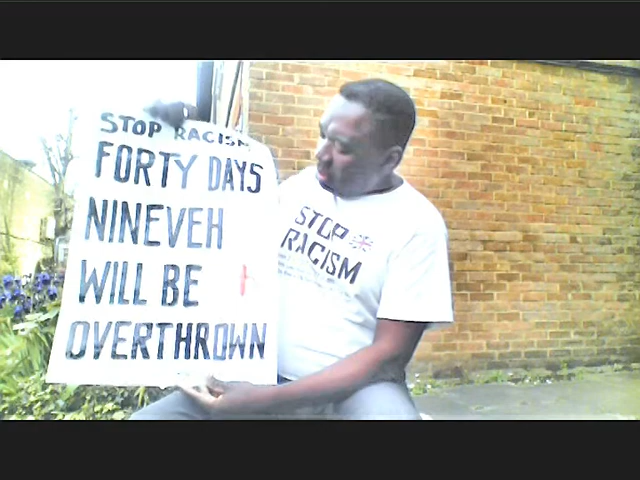 STOP RACISM
FORTY DAYS
NINEVEH
WILL BE
OVERTHROWN
STOP
RACISM